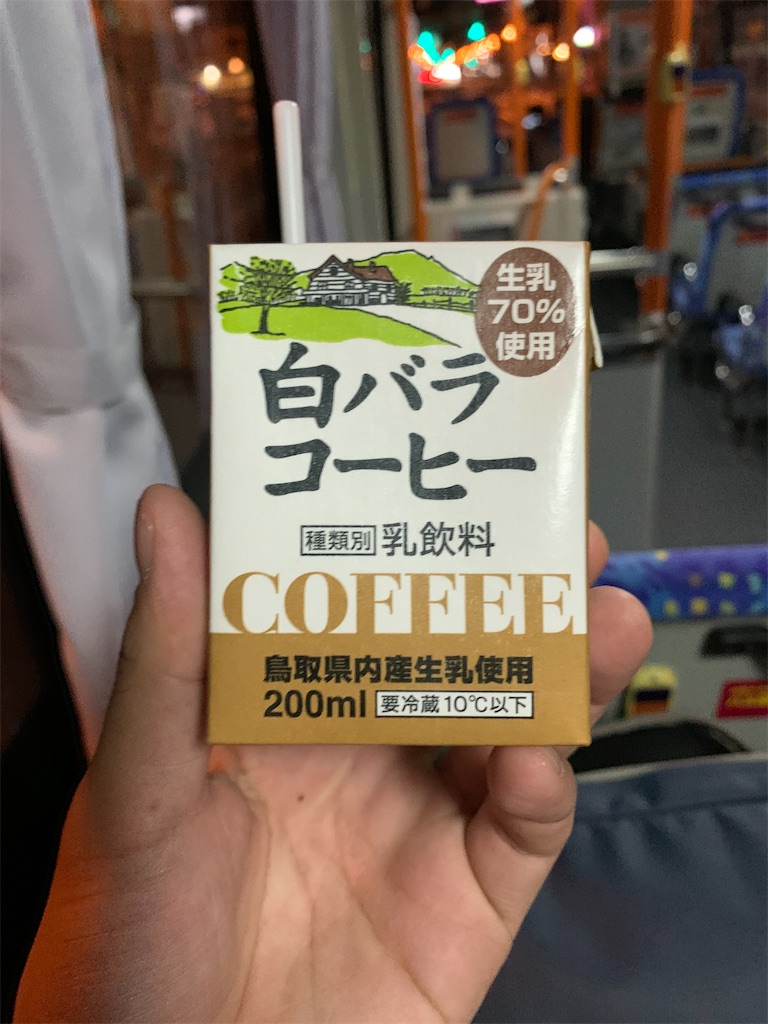 生乳
70%
使用
白バラ
コーヒー
種類別 乳飲料
COFFEE
鳥取県内産生乳使用
200ml 要冷蔵10℃以下